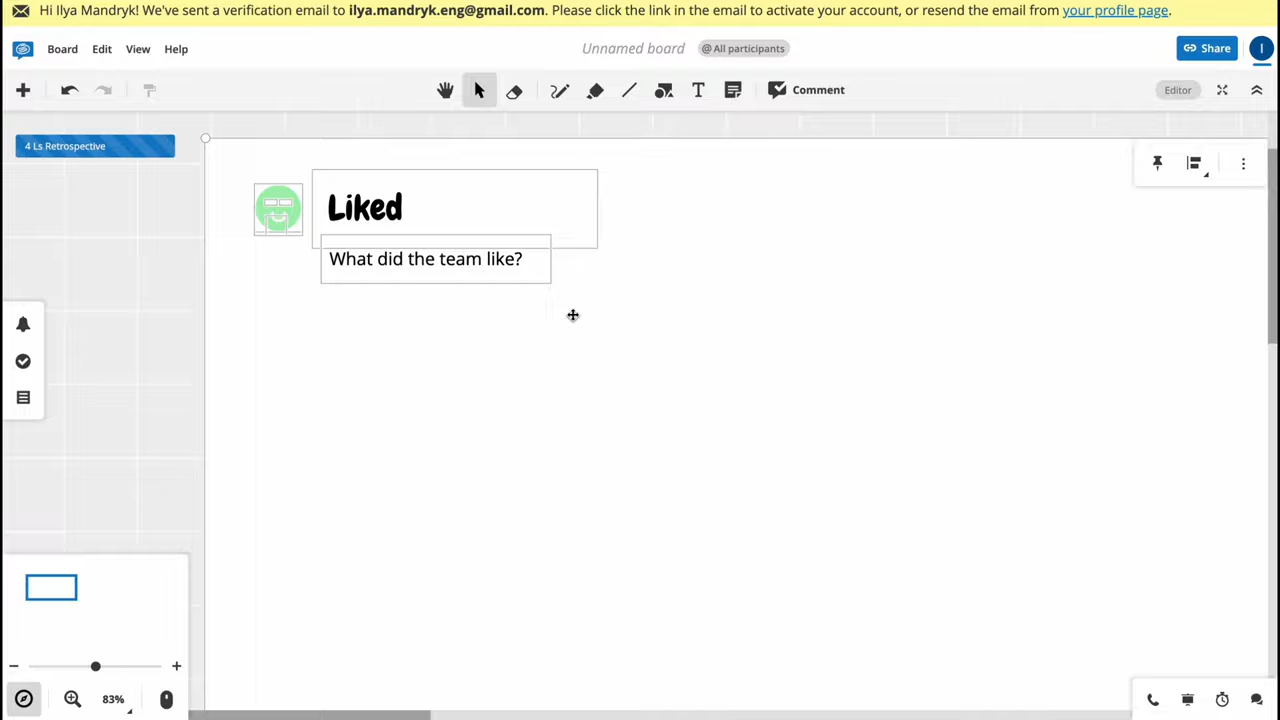 Hi Ilya Mandryk! We've sent a verification email to ilya.mandryk.eng@gmail.com. Please click the link in the email to activate your account, or resend the email from your profile page.
Board Edit View Help
Unnamed board
@ All participants
Share
I
T
Comment
Editor
4 Ls Retrospective
Liked
What did the team like?
83%